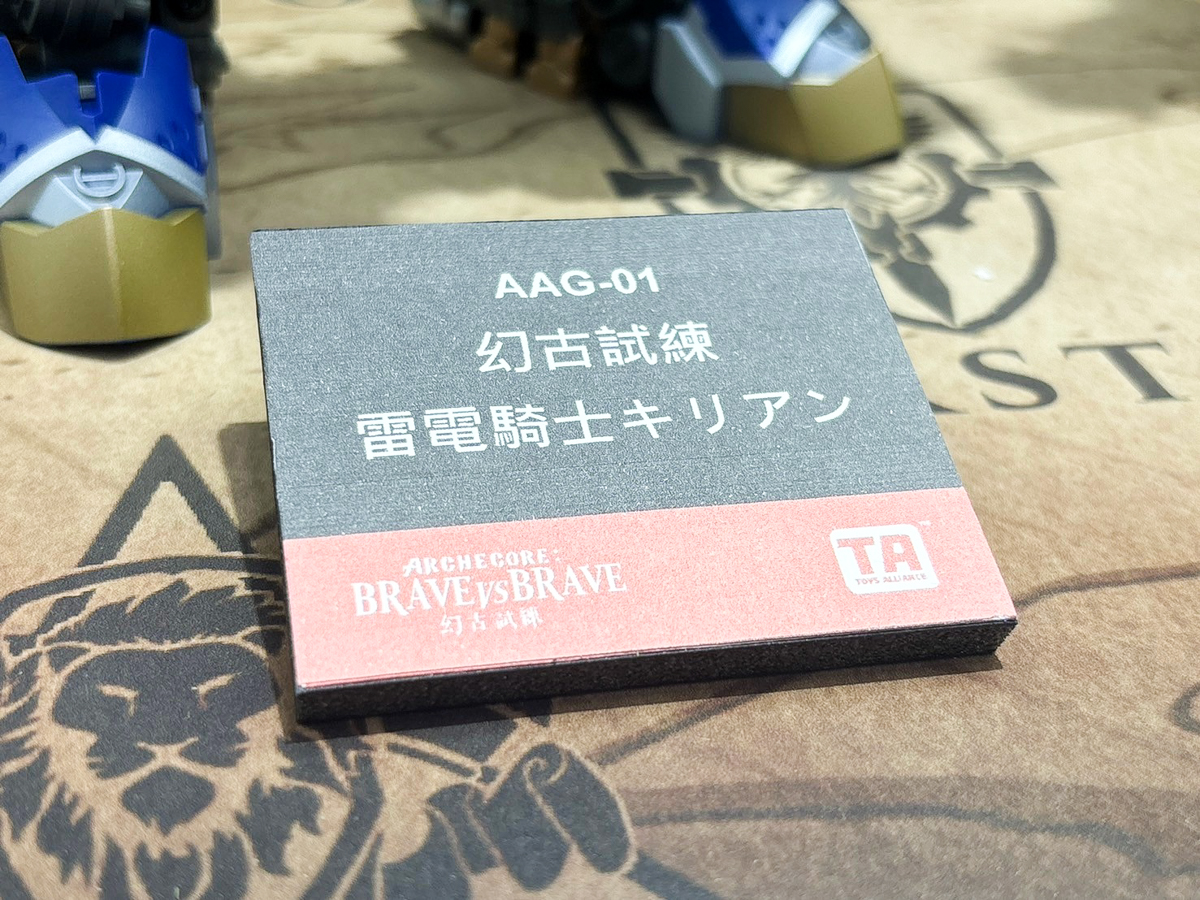 AAG-01
幻古試練
雷電騎士キリアン
ARCHECORE:
BRAVE vs BRAVE
幻古試練
TA™
TOYS ALLIANCE